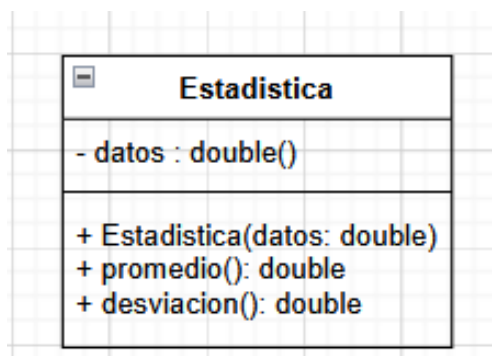 Estadistica
- datos : double()
+ Estadistica(datos: double)
+ promedio(): double
+ desviacion(): double